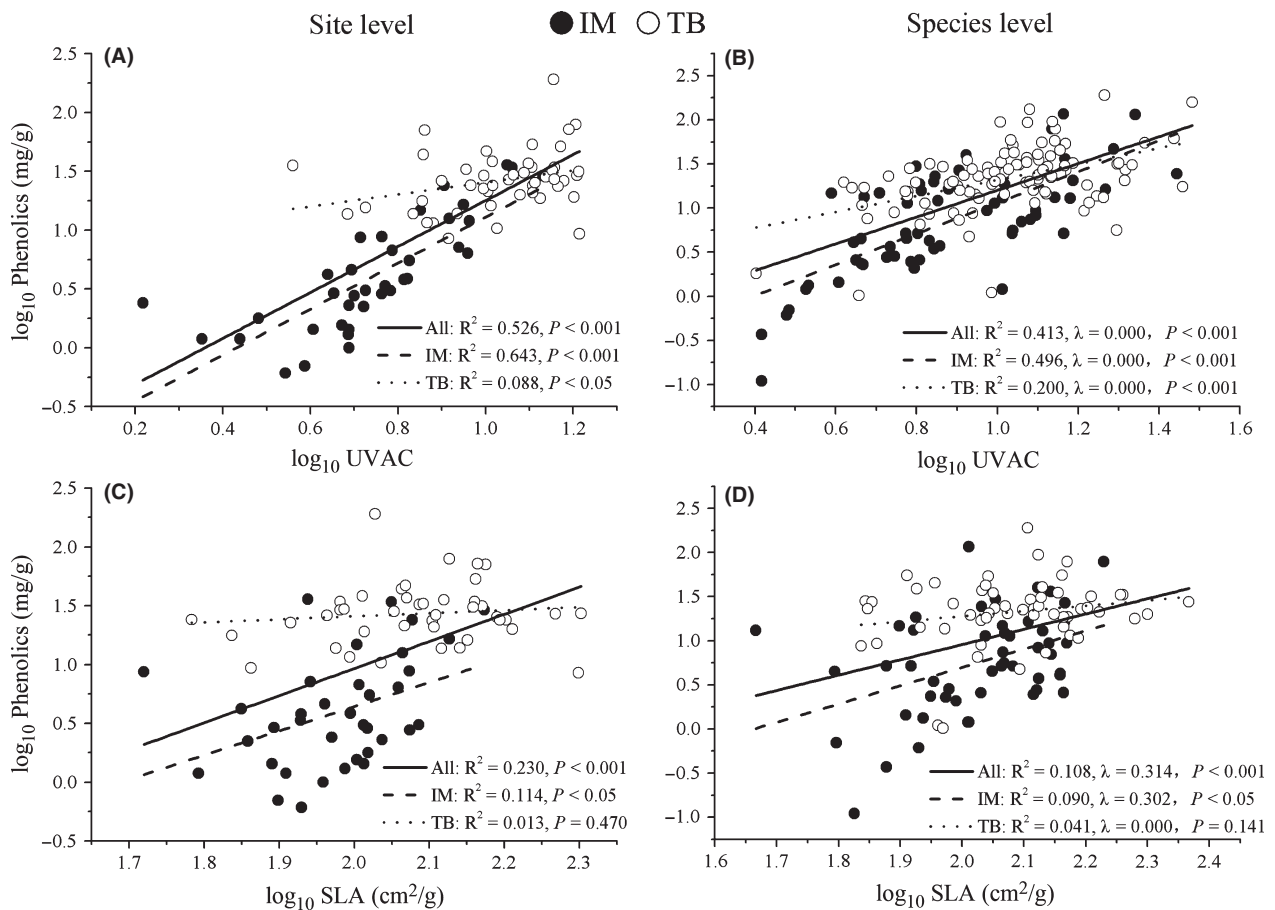 Site level
IM
TB
Species level
(A)
2.5
2.0
1.5
1.0
0.5
0.0
−0.5
log10 Phenolics (mg/g)
All: R² = 0.526, P < 0.001
IM: R² = 0.643, P < 0.001
TB: R² = 0.088, P < 0.05
0.2 0.4 0.6 0.8 1.0 1.2
log10 UVAC
(B)
2.5
2.0
1.5
1.0
0.5
0.0
−0.5
−1.0
All: R² = 0.413, λ = 0.000, P < 0.001
IM: R² = 0.496, λ = 0.000, P < 0.001
TB: R² = 0.200, λ = 0.000, P < 0.001
0.4 0.6 0.8 1.0 1.2 1.4 1.6
log10 UVAC
(C)
2.5
2.0
1.5
1.0
0.5
0.0
−0.5
log10 Phenolics (mg/g)
All: R² = 0.230, P < 0.001
IM: R² = 0.114, P < 0.05
TB: R² = 0.013, P = 0.470
1.7 1.8 1.9 2.0 2.1 2.2 2.3
log10 SLA (cm²/g)
(D)
2.5
2.0
1.5
1.0
0.5
0.0
−0.5
−1.0
All: R² = 0.108, λ = 0.314, P < 0.001
IM: R² = 0.090, λ = 0.302, P < 0.05
TB: R² = 0.041, λ = 0.000, P = 0.141
1.6 1.7 1.8 1.9 2.0 2.1 2.2 2.3 2.4
log10 SLA (cm²/g)